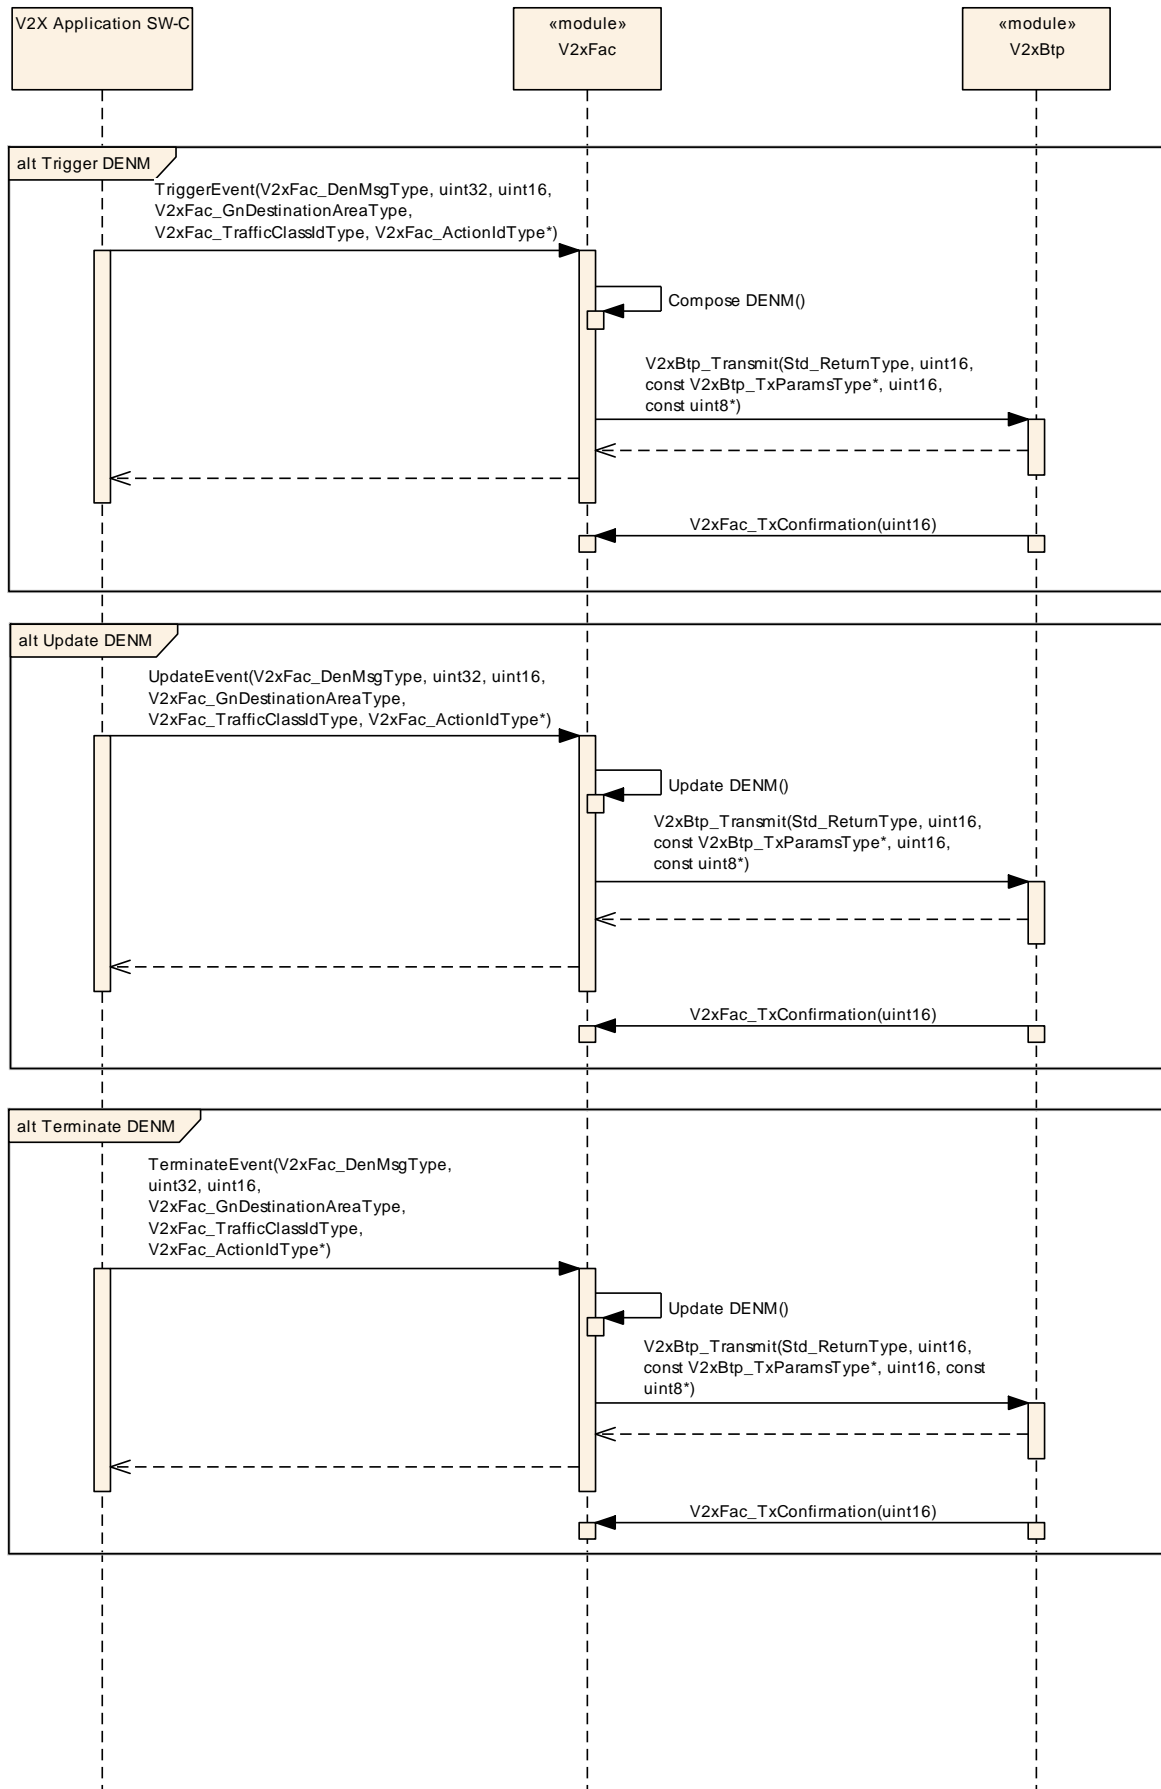 V2X Application SW-C
«module»
V2xFac
«module»
V2xBtp
alt Trigger DENM
TriggerEvent(V2xFac_DenMsgType, uint32, uint16,
V2xFac_GnDestinationAreaType,
V2xFac_TrafficClassIdType, V2xFac_ActionIdType*)
Compose DENM()
V2xBtp_Transmit(Std_ReturnType, uint16,
const V2xBtp_TxParamsType*, uint16,
const uint8*)
V2xFac_TxConfirmation(uint16)
alt Update DENM
UpdateEvent(V2xFac_DenMsgType, uint32, uint16,
V2xFac_GnDestinationAreaType,
V2xFac_TrafficClassIdType, V2xFac_ActionIdType*)
Update DENM()
V2xBtp_Transmit(Std_ReturnType, uint16,
const V2xBtp_TxParamsType*, uint16,
const uint8*)
V2xFac_TxConfirmation(uint16)
alt Terminate DENM
TerminateEvent(V2xFac_DenMsgType,
uint32, uint16,
V2xFac_GnDestinationAreaType,
V2xFac_TrafficClassIdType,
V2xFac_ActionIdType*)
Update DENM()
V2xBtp_Transmit(Std_ReturnType, uint16,
const V2xBtp_TxParamsType*, uint16, const
uint8*)
V2xFac_TxConfirmation(uint16)